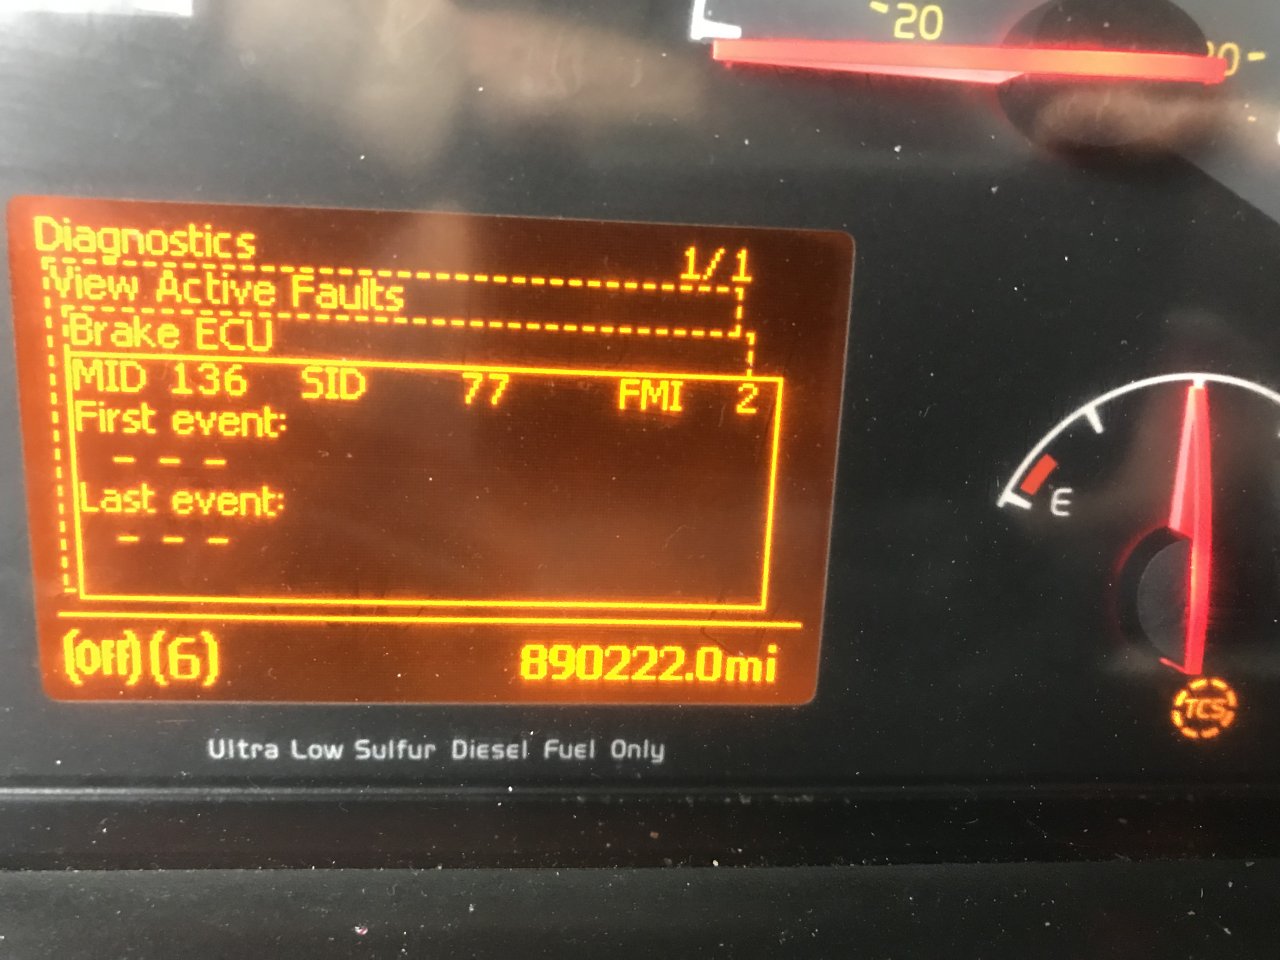 20
Diagnostics 1/1
View Active Faults
Brake ECU
MID 136 SID 77 FMI 2
First event:
- - -
Last event:
- - -
E
(Off)(6) 890222.0mi
TCS
Ultra Low Sulfur Diesel Fuel Only